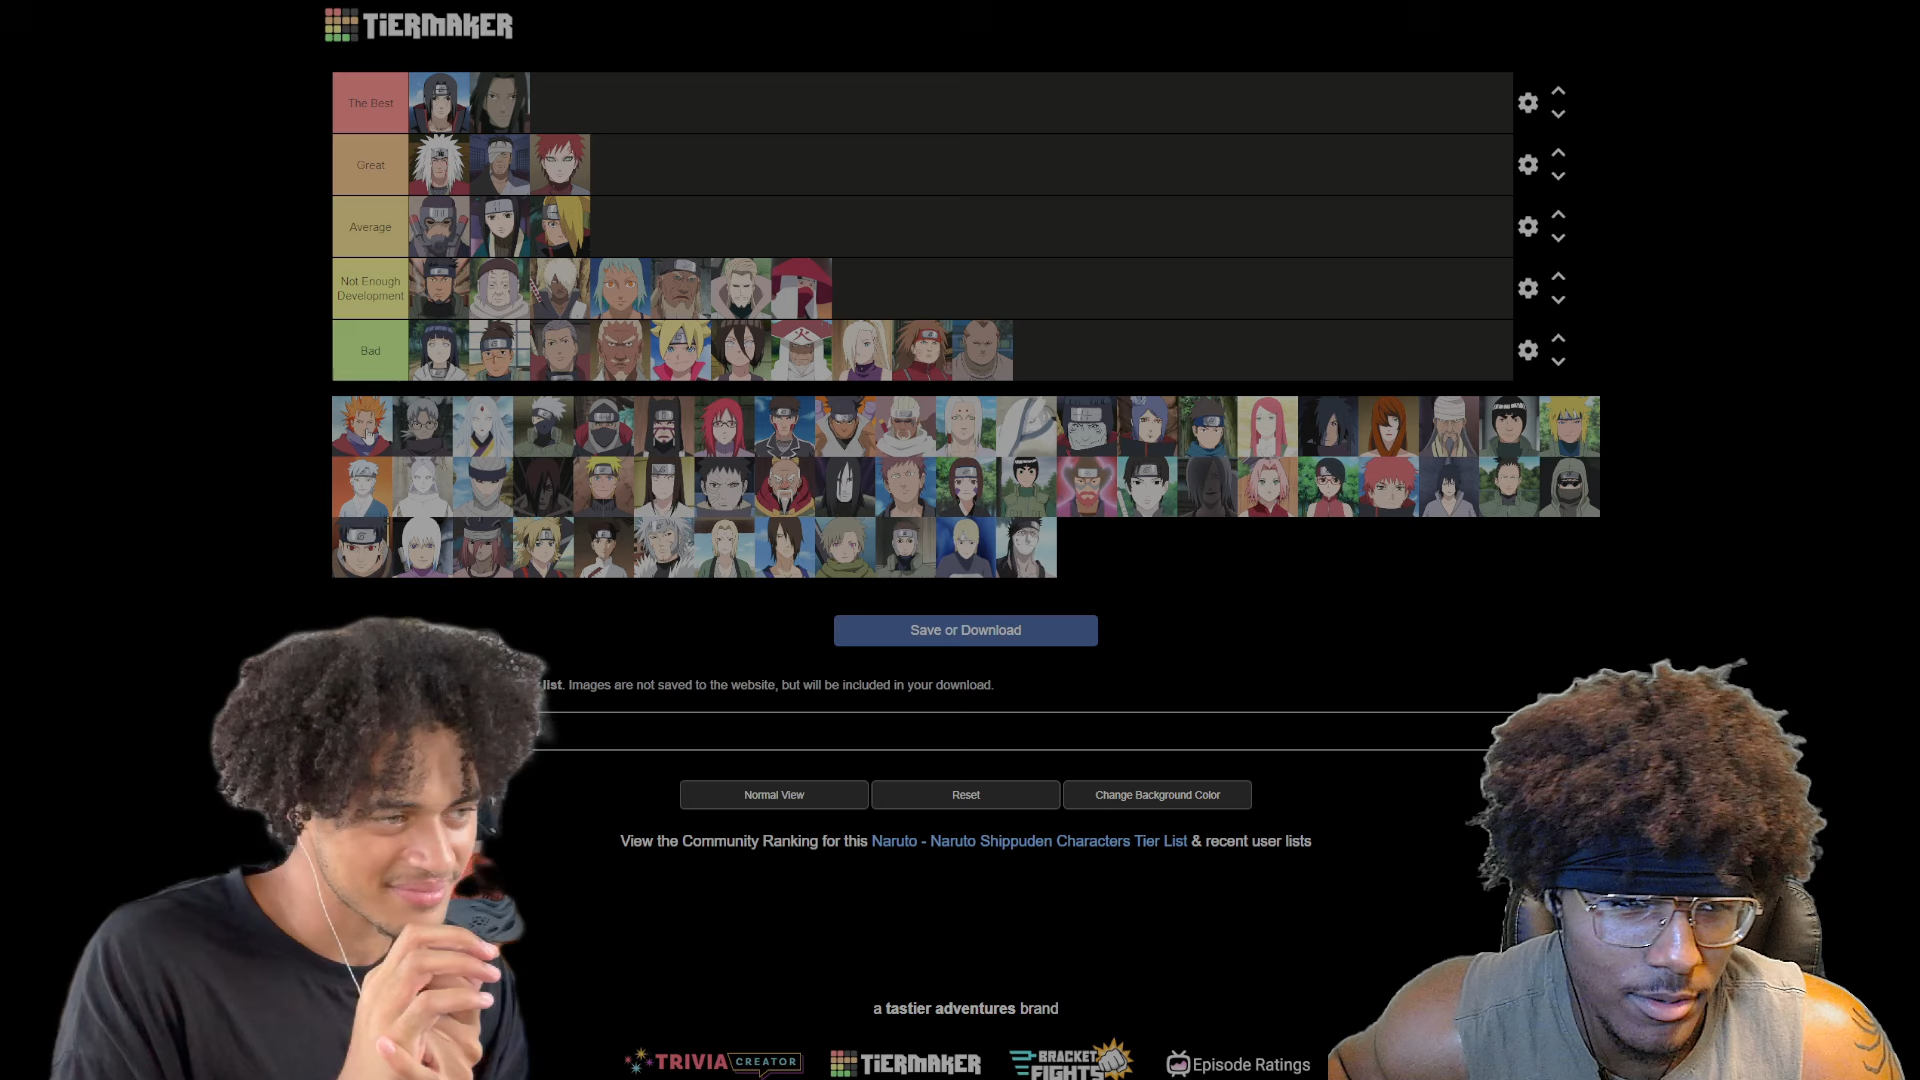 TiERMAKER
The Best
Great
Average
Not Enough
Development
Bad
Save or Download
list. Images are not saved to the website, but will be included in your download.
Normal View
Reset
Change Background Color
View the Community Ranking for this Naruto - Naruto Shippuden Characters Tier List & recent user lists
a tastier adventures brand
TRIVIA CREATOR
TiERMAKER
BRACKET
FIGHTS
Episode Ratings